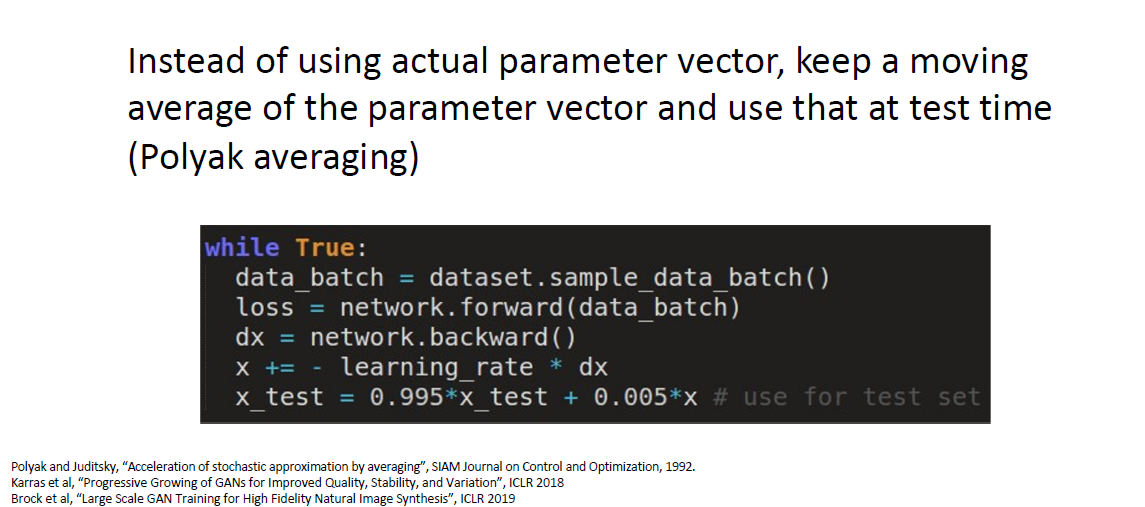 Instead of using actual parameter vector, keep a moving
average of the parameter vector and use that at test time
(Polyak averaging)
while True:
  data_batch = dataset.sample_data_batch()
  loss = network.forward(data_batch)
  dx = network.backward()
  x += - learning_rate * dx
  x_test = 0.995*x_test + 0.005*x # use for test set
Polyak and Juditsky, “Acceleration of stochastic approximation by averaging”, SIAM Journal on Control and Optimization, 1992.
Karras et al, “Progressive Growing of GANs for Improved Quality, Stability, and Variation”, ICLR 2018
Brock et al, “Large Scale GAN Training for High Fidelity Natural Image Synthesis”, ICLR 2019